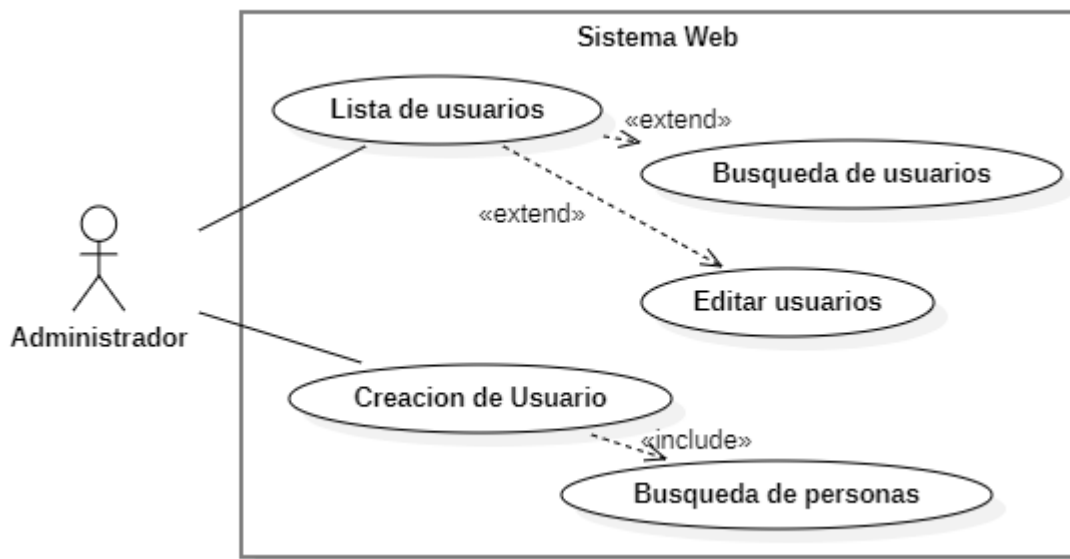 Sistema Web
Lista de usuarios
«extend»
Busqueda de usuarios
«extend»
Editar usuarios
Administrador
Creacion de Usuario
«include»
Busqueda de personas